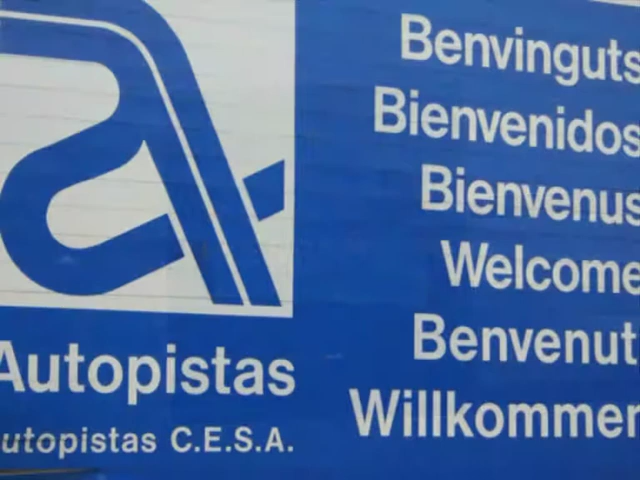 Benvinguts
Bienvenidos
Bienvenus
Welcome
Benvenut
Willkommen
Autopistas
utopistas C.E.S.A.